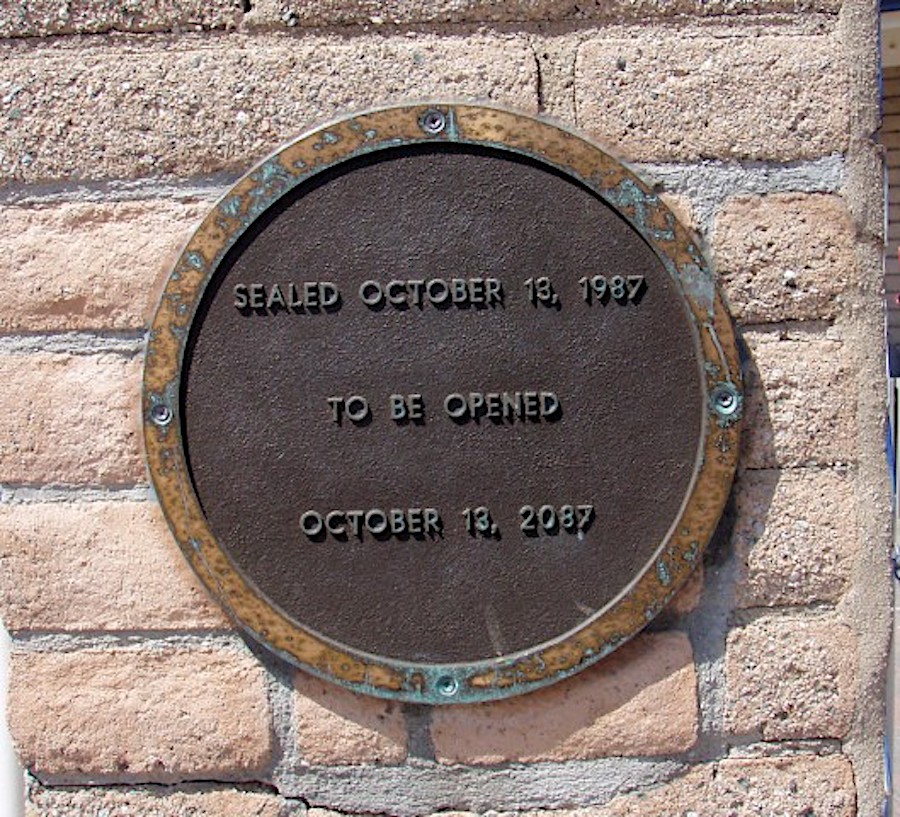 SEALED OCTOBER 13, 1987
TO BE OPENED
OCTOBER 13, 2087